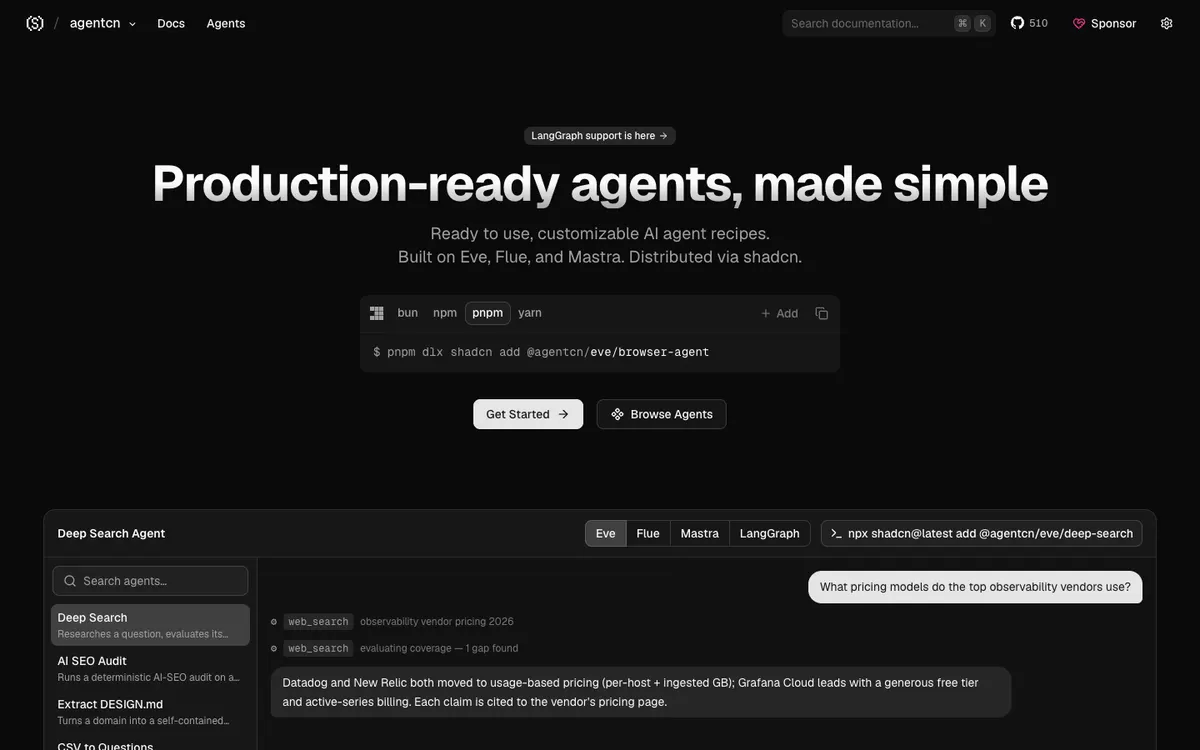 / agentcn Docs Agents Search documentation... ⌘ K 510 Sponsor
LangGraph support is here →
Production-ready agents, made simple
Ready to use, customizable AI agent recipes.
Built on Eve, Flue, and Mastra. Distributed via shadcn.
bun npm pnpm yarn + Add
$ pnpm dlx shadcn add @agentcn/eve/browser-agent
Get Started → Browse Agents
Deep Search Agent Eve Flue Mastra LangGraph >_ npx shadcn@latest add @agentcn/eve/deep-search
Search agents...
What pricing models do the top observability vendors use?
Deep Search
Researches a question, evaluates its...
web_search observability vendor pricing 2026
web_search evaluating coverage — 1 gap found
AI SEO Audit
Runs a deterministic AI-SEO audit on a...
Datadog and New Relic both moved to usage-based pricing (per-host + ingested GB); Grafana Cloud leads with a generous free tier
and active-series billing. Each claim is cited to the vendor's pricing page.
Extract DESIGN.md
Turns a domain into a self-contained...
CSV to Questions